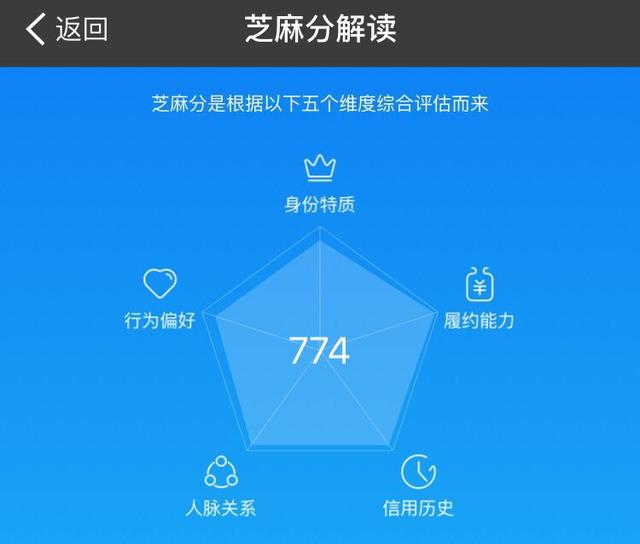 返回
芝麻分解读
芝麻分是根据以下五个维度综合评估而来
身份特质
行为偏好
¥
履约能力
774
人脉关系
信用历史